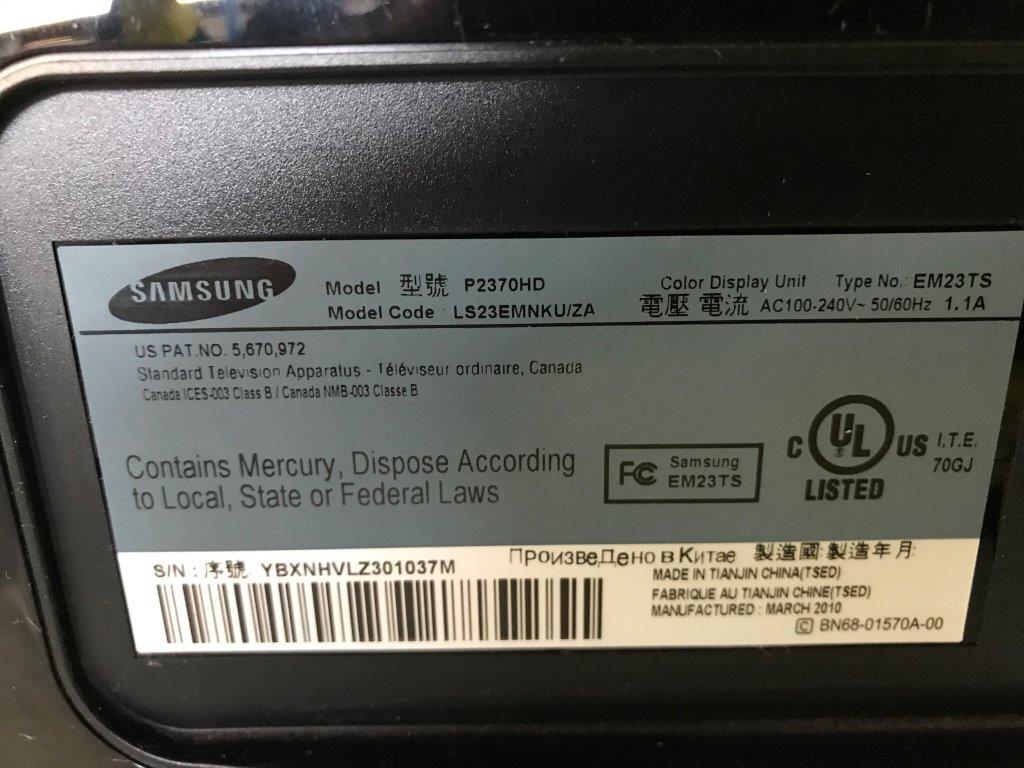 SAMSUNG
Model 型號 P2370HD
Model Code : LS23EMNKU/ZA
Color Display Unit Type No.: EM23TS
電壓 電流 AC100-240V~ 50/60Hz 1.1A
US PAT.NO. 5,670,972
Standard Television Apparatus - Téléviseur ordinaire, Canada
Canada ICES-003 Class B / Canada NMB-003 Classe B
Contains Mercury, Dispose According
to Local, State or Federal Laws
FC Samsung
EM23TS
C UL US
LISTED
I.T.E.
70GJ
S/N : 序號 YBXNHVLZ301037M
Произведено в Китае 製造國 製造年月
MADE IN TIANJIN CHINA(TSED)
FABRIQUE AU TIANJIN CHINE(TSED)
MANUFACTURED : MARCH 2010
C BN68-01570A-00